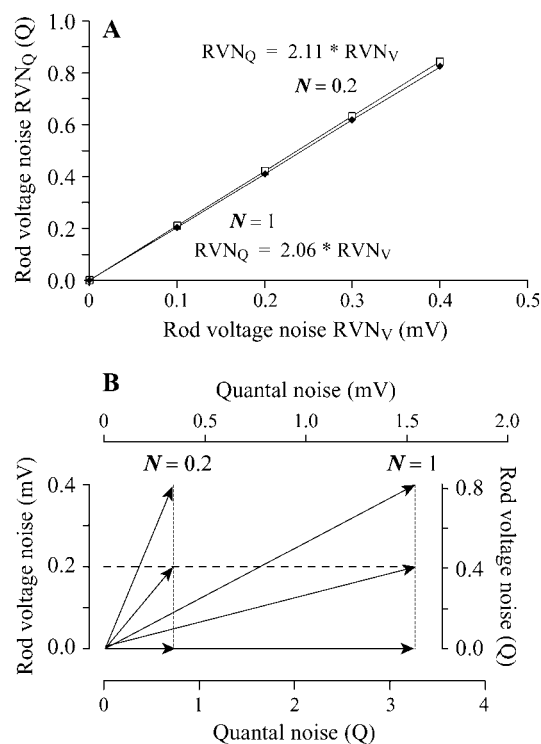 A
Rod voltage noise RVN_Q (Q)
1.0
0.8
0.6
0.4
0.2
0.0
RVN_Q = 2.11 * RVN_V
N = 0.2
N = 1
RVN_Q = 2.06 * RVN_V
0 0.1 0.2 0.3 0.4 0.5
Rod voltage noise RVN_V (mV)
B
Quantal noise (mV)
0.0 0.5 1.0 1.5 2.0
N = 0.2 N = 1
Rod voltage noise (mV)
0.4
0.2
0.0
0.8
0.4
0.0
Rod voltage noise (Q)
0 1 2 3 4
Quantal noise (Q)